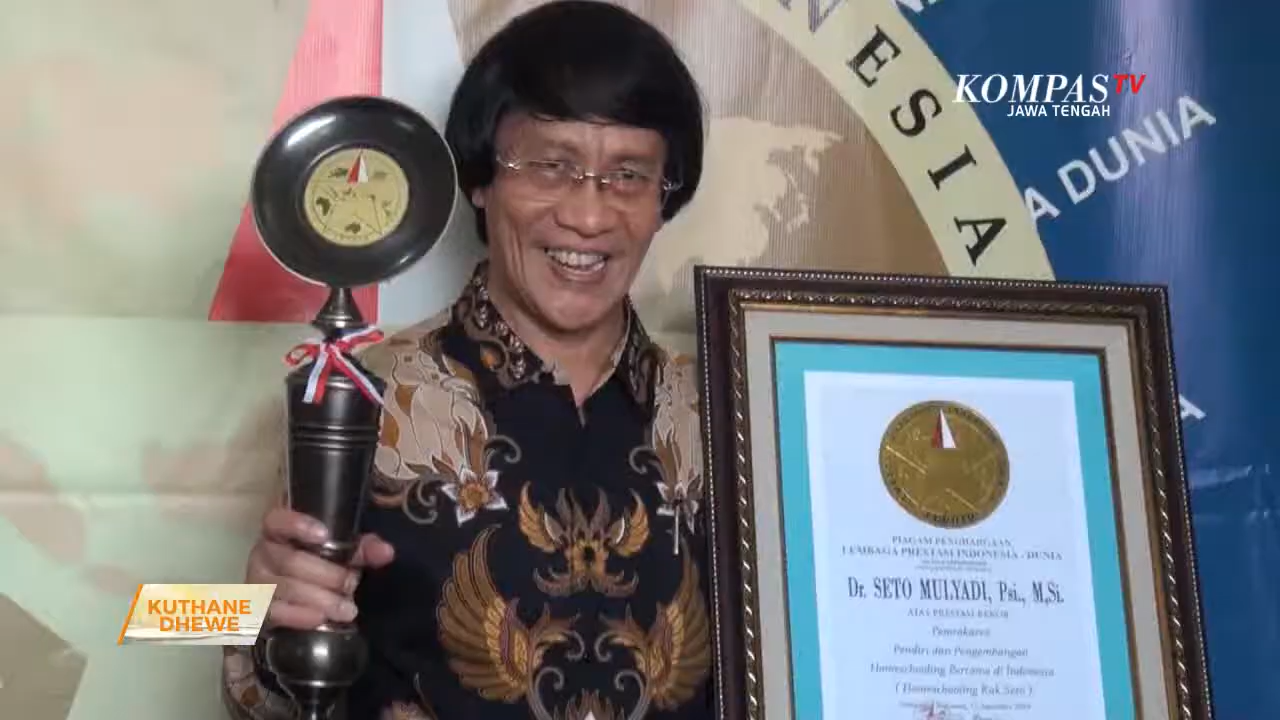 NESIA
A DUNIA
KOMPAS TV
JAWA TENGAH
PIAGAM PENGHARGAAN
LEMBAGA PRESTASI INDONESIA - DUNIA
Dr. SETO MULYADI, Psi., M,Si.
ATAS PRESTASI REKOR
Pemrakarsa
Pendiri dan Pengembangan
Homeschooling Bersama di Indonesia
( Homeschooling Kak Seto )
KUTHANE
DHEWE